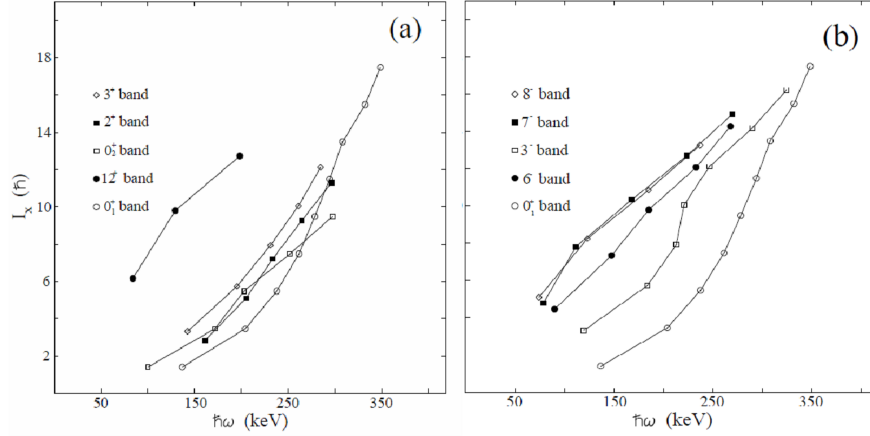 (a)
18
14
10
6
2
I_x (ħ)
3⁺ band
2⁺ band
0₂⁺ band
12⁺ band
0₁⁺ band
50 150 250 350
ħω (keV)
(b)
8⁻ band
7⁻ band
3⁻ band
6⁻ band
0₁⁺ band
50 150 250 350
ħω (keV)